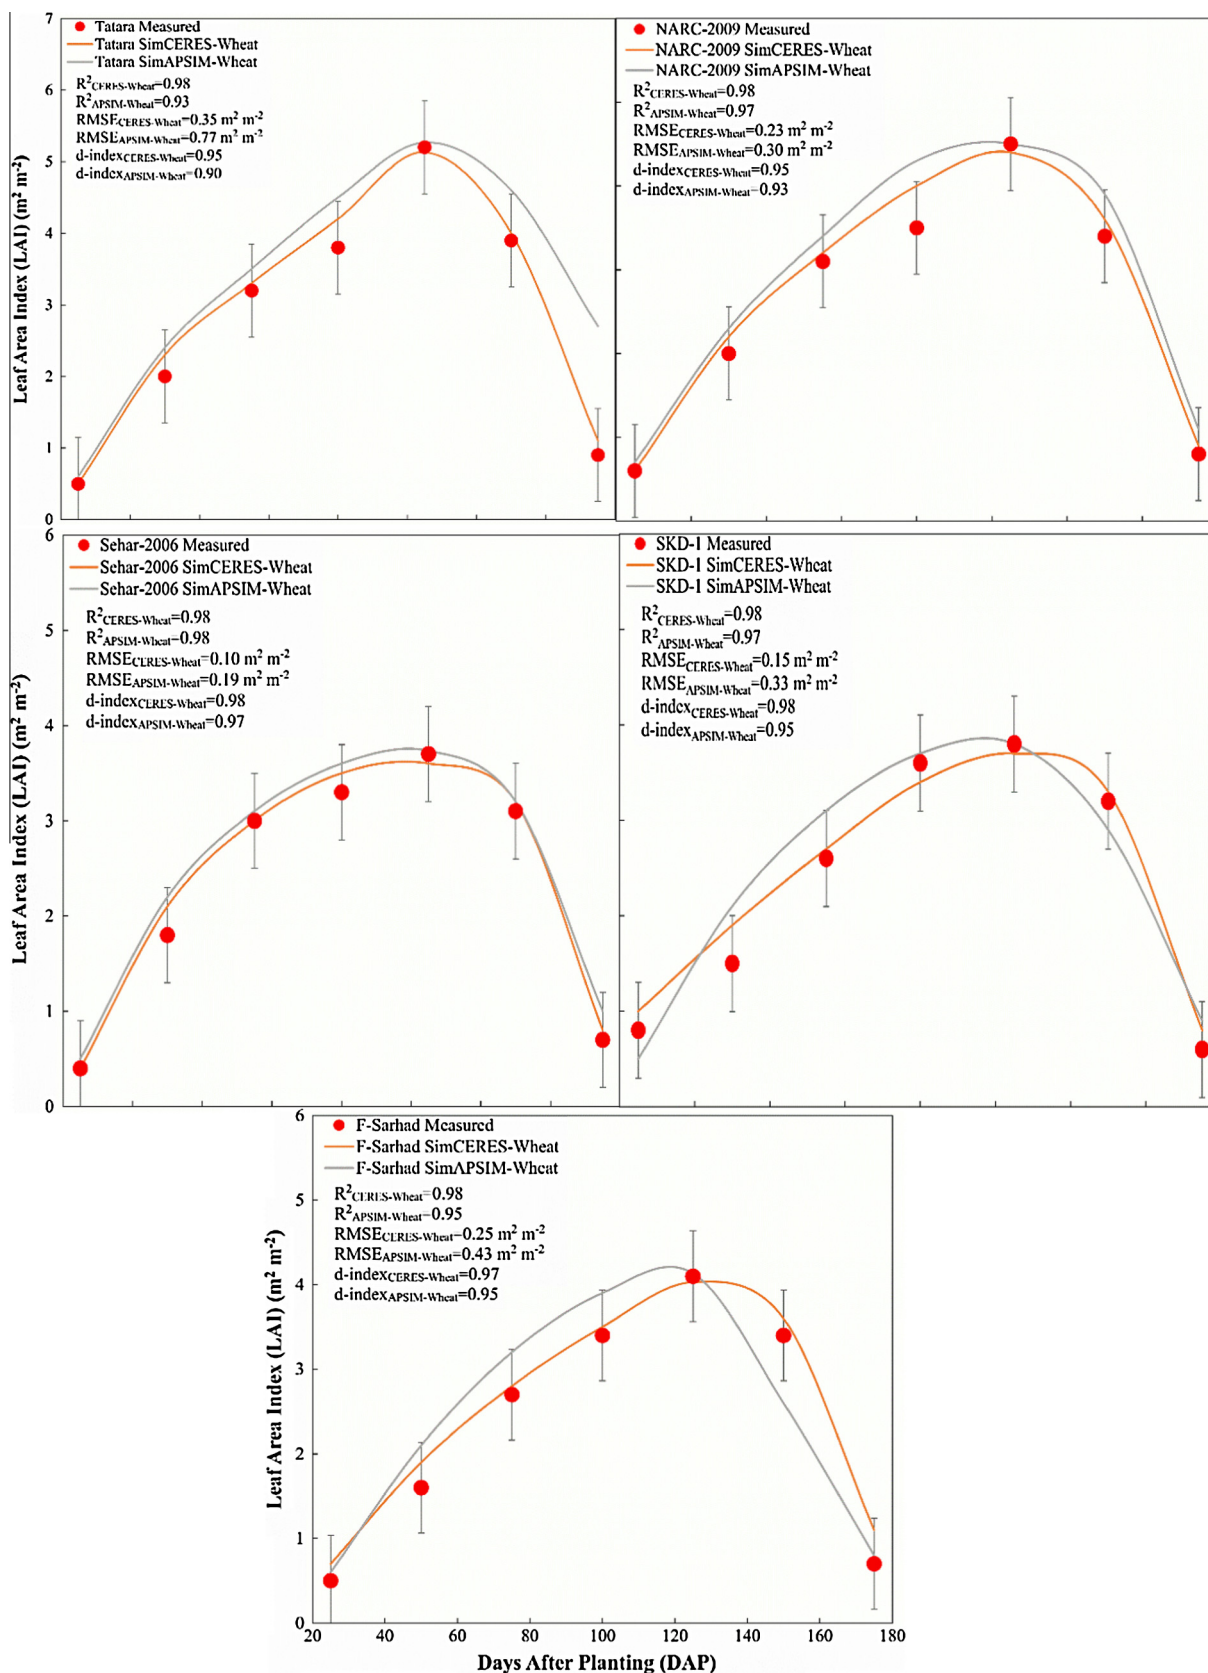 7
6
5
4
3
2
1
0
Leaf Area Index (LAI) (m² m⁻²)
Tatara Measured
Tatara SimCERES-Wheat
Tatara SimAPSIM-Wheat
R²CERES-Wheat=0.98
R²APSIM-Wheat=0.93
RMSECERES-Wheat=0.35 m² m⁻²
RMSEAPSIM-Wheat=0.77 m² m⁻²
d-indexCERES-Wheat=0.95
d-indexAPSIM-Wheat=0.90
NARC-2009 Measured
NARC-2009 SimCERES-Wheat
NARC-2009 SimAPSIM-Wheat
R²CERES-Wheat=0.98
R²APSIM-Wheat=0.97
RMSECERES-Wheat=0.23 m² m⁻²
RMSEAPSIM-Wheat=0.30 m² m⁻²
d-indexCERES-Wheat=0.95
d-indexAPSIM-Wheat=0.93
6
5
4
3
2
1
0
Leaf Area Index (LAI) (m² m⁻²)
Sehar-2006 Measured
Sehar-2006 SimCERES-Wheat
Sehar-2006 SimAPSIM-Wheat
R²CERES-Wheat=0.98
R²APSIM-Wheat=0.98
RMSECERES-Wheat=0.10 m² m⁻²
RMSEAPSIM-Wheat=0.19 m² m⁻²
d-indexCERES-Wheat=0.98
d-indexAPSIM-Wheat=0.97
SKD-1 Measured
SKD-1 SimCERES-Wheat
SKD-1 SimAPSIM-Wheat
R²CERES-Wheat=0.98
R²APSIM-Wheat=0.97
RMSECERES-Wheat=0.15 m² m⁻²
RMSEAPSIM-Wheat=0.33 m² m⁻²
d-indexCERES-Wheat=0.98
d-indexAPSIM-Wheat=0.95
6
5
4
3
2
1
0
Leaf Area Index (LAI) (m² m⁻²)
F-Sarhad Measured
F-Sarhad SimCERES-Wheat
F-Sarhad SimAPSIM-Wheat
R²CERES-Wheat=0.98
R²APSIM-Wheat=0.95
RMSECERES-Wheat=0.25 m² m⁻²
RMSEAPSIM-Wheat=0.43 m² m⁻²
d-indexCERES-Wheat=0.97
d-indexAPSIM-Wheat=0.95
20 40 60 80 100 120 140 160 180
Days After Planting (DAP)